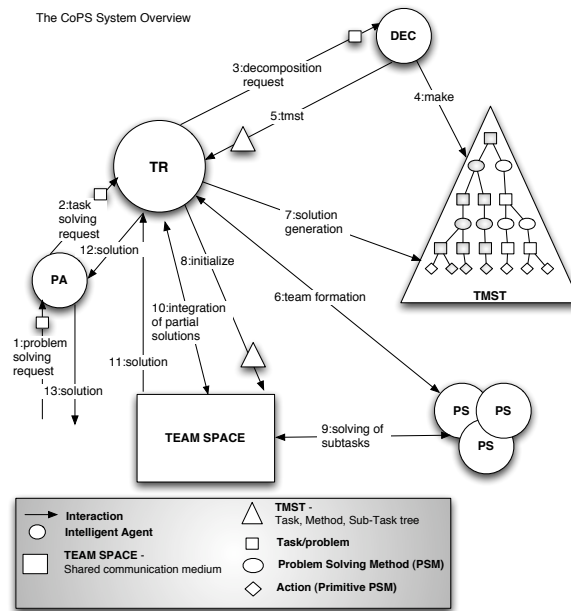 The CoPS System Overview
DEC
3:decomposition
request
4:make
5:tmst
TR
2:task
solving
request
7:solution
generation
12:solution
8:initialize
TMST
PA
6:team formation
10:integration
of partial
solutions
1:problem
solving
request
11:solution
13:solution
PS
PS
PS
TEAM SPACE
9:solving of
subtasks
Interaction
Intelligent Agent
TEAM SPACE -
Shared communication medium
TMST -
Task, Method, Sub-Task tree
Task/problem
Problem Solving Method (PSM)
Action (Primitive PSM)